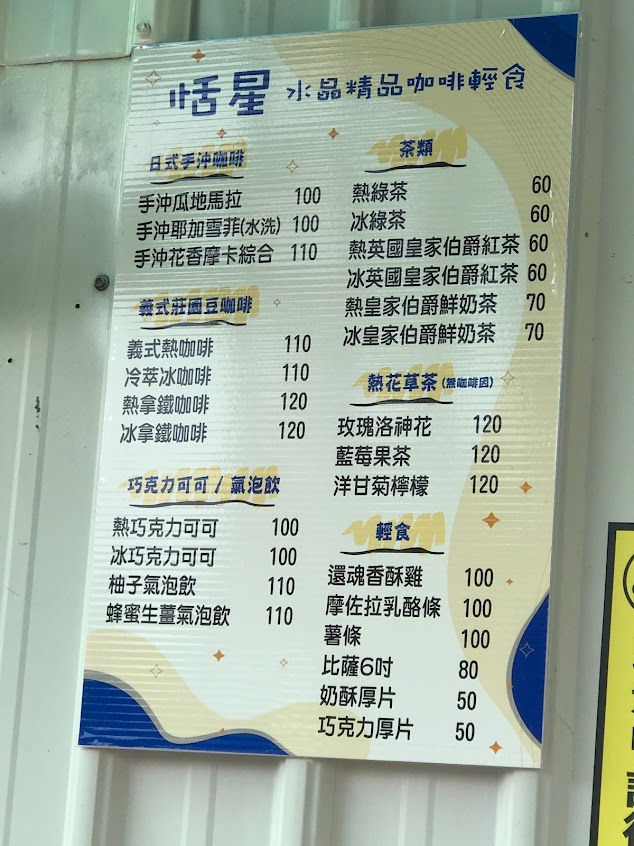 恬星 水晶精品咖啡輕食
日式手沖咖啡
手沖瓜地馬拉 100
手沖耶加雪菲(水洗) 100
手沖花香摩卡綜合 110
義式莊園豆咖啡
義式熱咖啡 110
冷萃冰咖啡 110
熱拿鐵咖啡 120
冰拿鐵咖啡 120
巧克力可可 / 氣泡飲
熱巧克力可可 100
冰巧克力可可 100
柚子氣泡飲 110
蜂蜜生薑氣泡飲 110
茶類
熱綠茶 60
冰綠茶 60
熱英國皇家伯爵紅茶 60
冰英國皇家伯爵紅茶 60
熱皇家伯爵鮮奶茶 70
冰皇家伯爵鮮奶茶 70
熱花草茶(無咖啡因)
玫瑰洛神花 120
藍莓果茶 120
洋甘菊檸檬 120
輕食
還魂香酥雞 100
摩佐拉乳酪條 100
薯條 100
比薩6吋 80
奶酥厚片 50
巧克力厚片 50